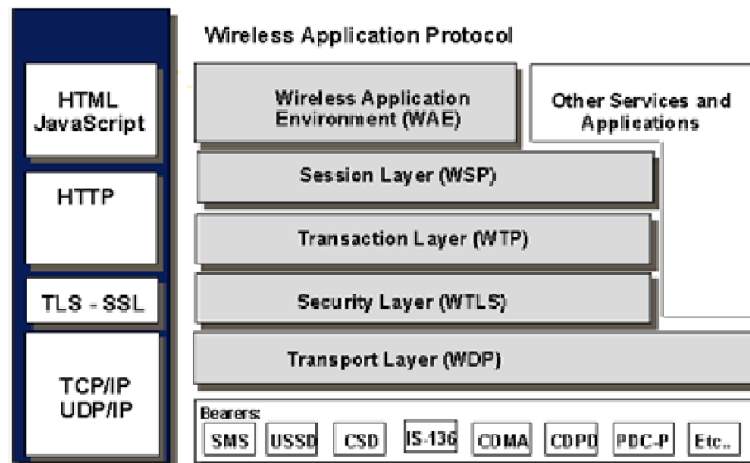 Wireless Application Protocol
HTML
JavaScript
HTTP
TLS - SSL
TCP/IP
UDP/IP
Wireless Application
Environment (WAE)
Other Services and
Applications
Session Layer (WSP)
Transaction Layer (WTP)
Security Layer (WTLS)
Transport Layer (WDP)
Bearers:
SMS
USSD
CSD
IS-136
CDMA
CDPD
PDC-P
Etc..